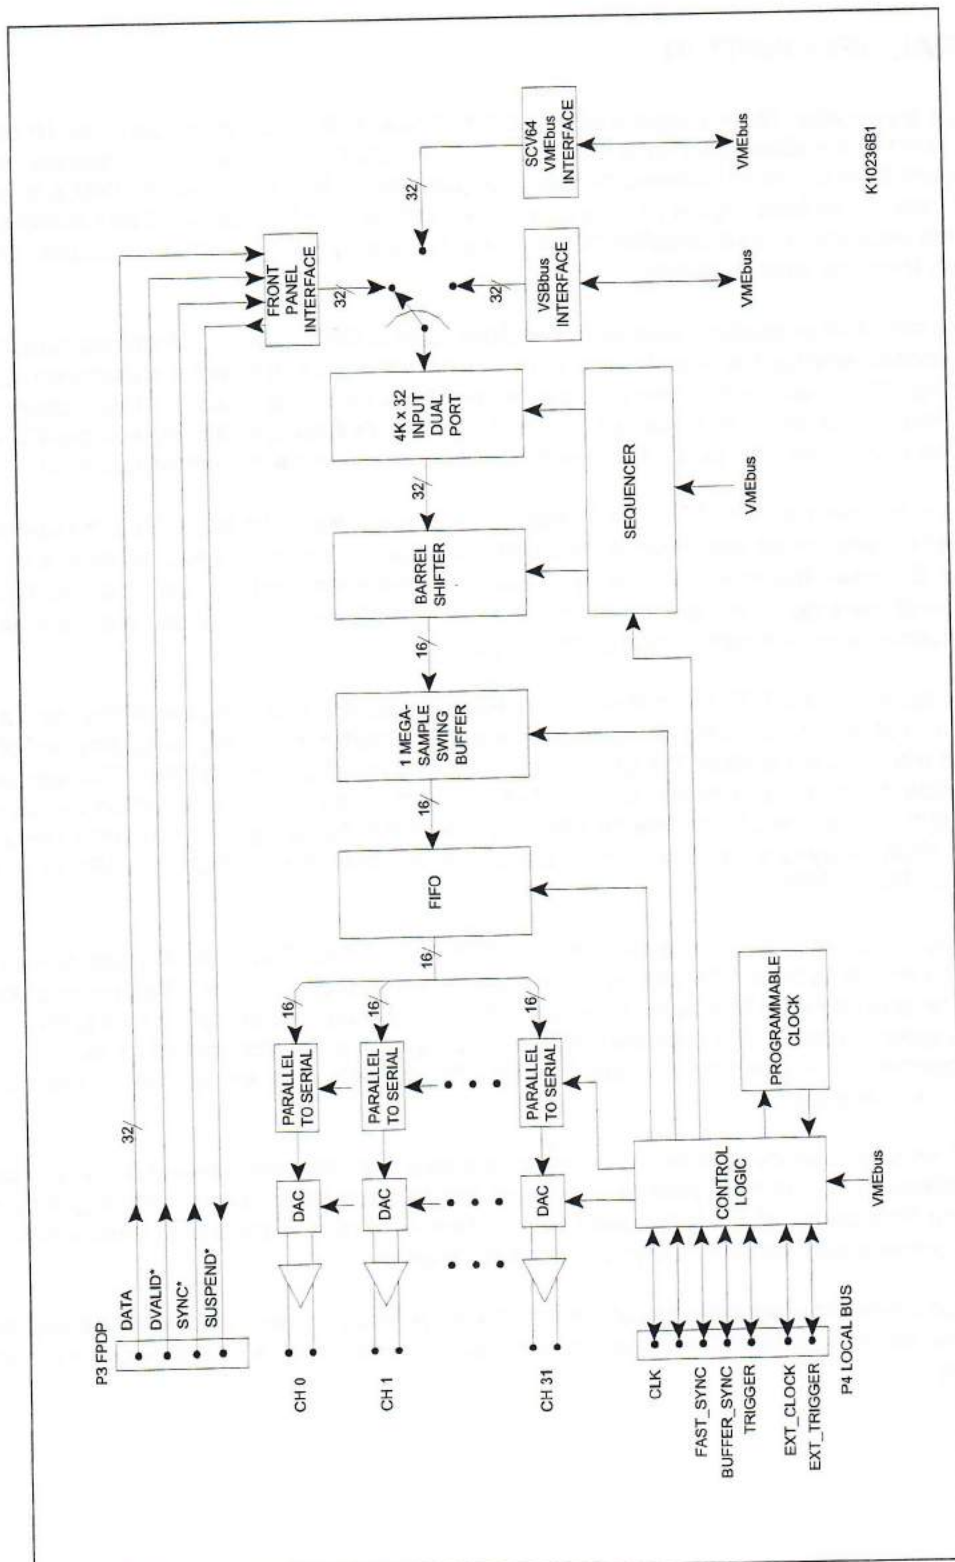 P3 FPDP
DATA
DVALID*
SYNC*
SUSPEND*
32
FRONT
PANEL
INTERFACE
32
32
SCV64
VMEbus
INTERFACE
VMEbus
32
VSBbus
INTERFACE
VMEbus
4K x 32
INPUT
DUAL
PORT
32
BARREL
SHIFTER
16
1 MEGA-
SAMPLE
SWING
BUFFER
16
FIFO
16
16
16
16
PARALLEL
TO SERIAL
PARALLEL
TO SERIAL
PARALLEL
TO SERIAL
DAC
DAC
DAC
CH 0
CH 1
CH 31
SEQUENCER
VMEbus
PROGRAMMABLE
CLOCK
CONTROL
LOGIC
VMEbus
CLK
FAST_SYNC
BUFFER_SYNC
TRIGGER
EXT_CLOCK
EXT_TRIGGER
P4 LOCAL BUS
K10236B1